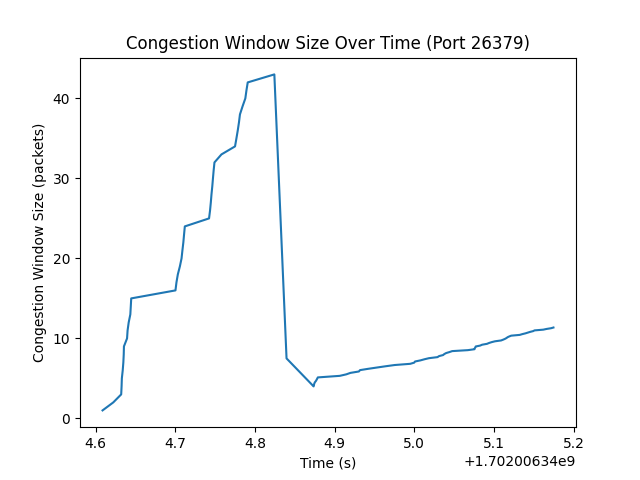 Congestion Window Size Over Time (Port 26379)
Congestion Window Size (packets)
40
30
20
10
0
4.6 4.7 4.8 4.9 5.0 5.1 5.2
Time (s)
+1.70200634e9